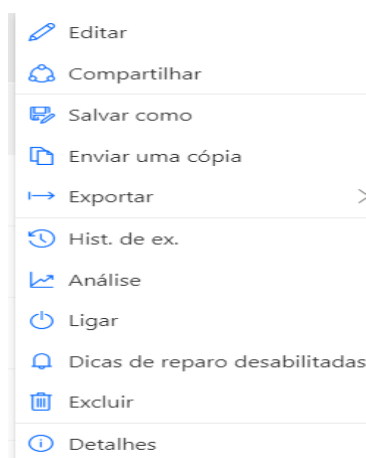 Editar
Compartilhar
Salvar como
Enviar uma cópia
Exportar
Hist. de ex.
Análise
Ligar
Dicas de reparo desabilitadas
Excluir
Detalhes